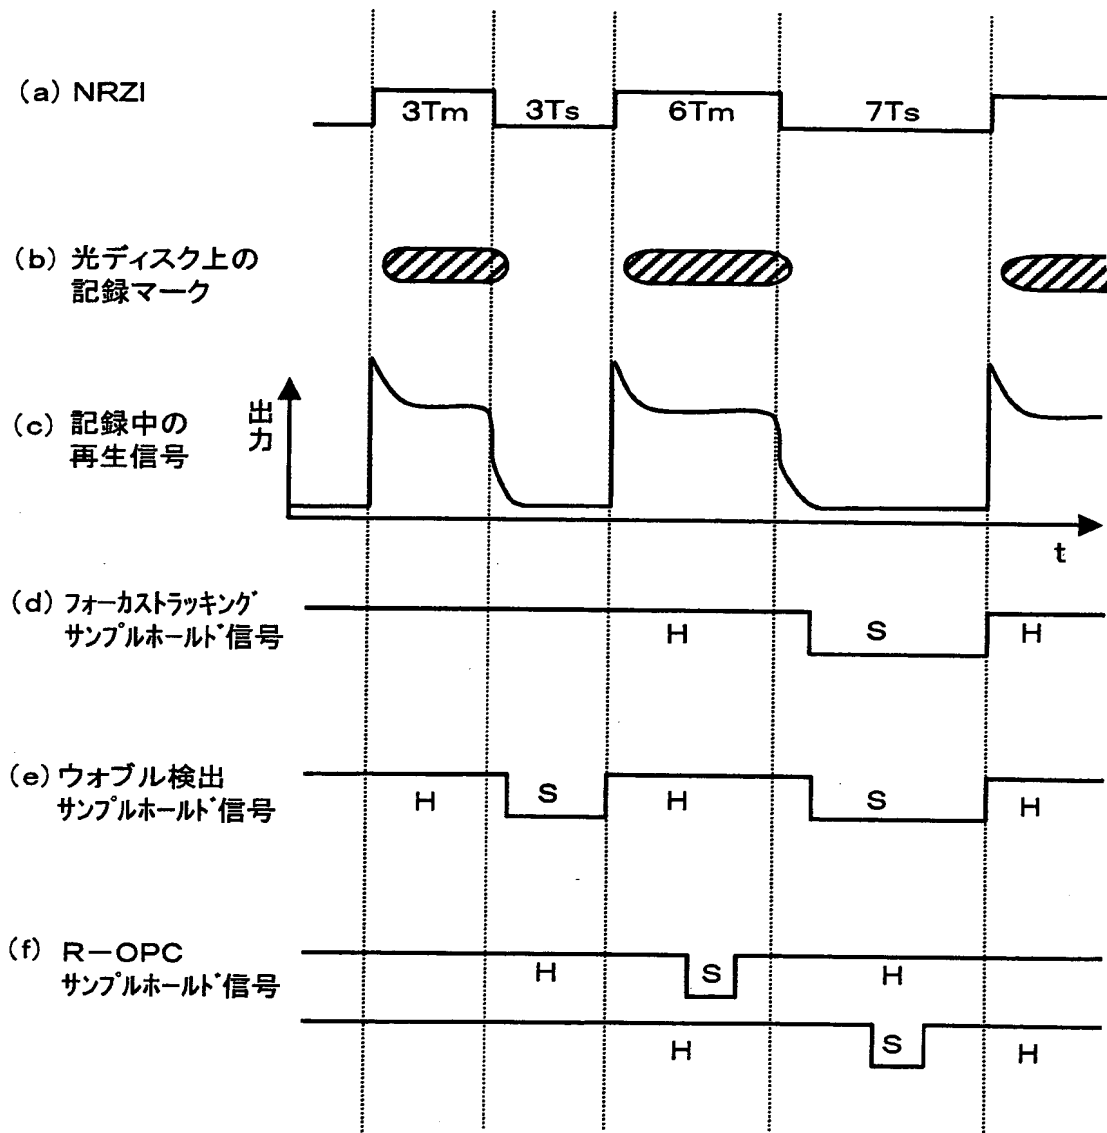 (a) NRZI
3Tm
3Ts
6Tm
7Ts
(b) 光ディスク上の
記録マーク
(c) 記録中の
再生信号
出力
t
(d) フォーカストラッキング
サンプルホールド信号
H
S
H
(e) ウォブル検出
サンプルホールド信号
H
S
H
S
H
(f) R−OPC
サンプルホールド信号
H
S
H
H
S
H